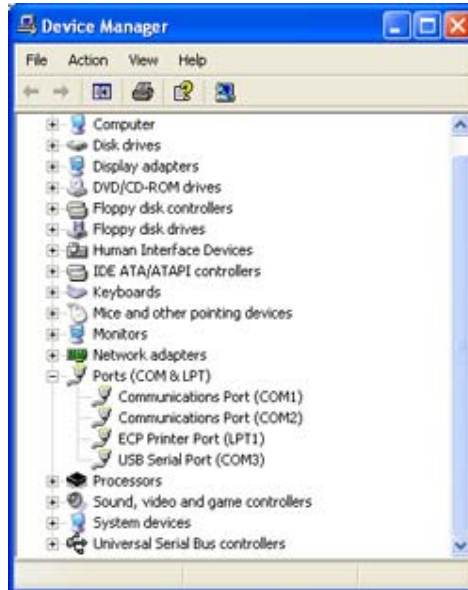 Device Manager
File Action View Help
Computer
Disk drives
Display adapters
DVD/CD-ROM drives
Floppy disk controllers
Floppy disk drives
Human Interface Devices
IDE ATA/ATAPI controllers
Keyboards
Mice and other pointing devices
Monitors
Network adapters
Ports (COM & LPT)
Communications Port (COM1)
Communications Port (COM2)
ECP Printer Port (LPT1)
USB Serial Port (COM3)
Processors
Sound, video and game controllers
System devices
Universal Serial Bus controllers